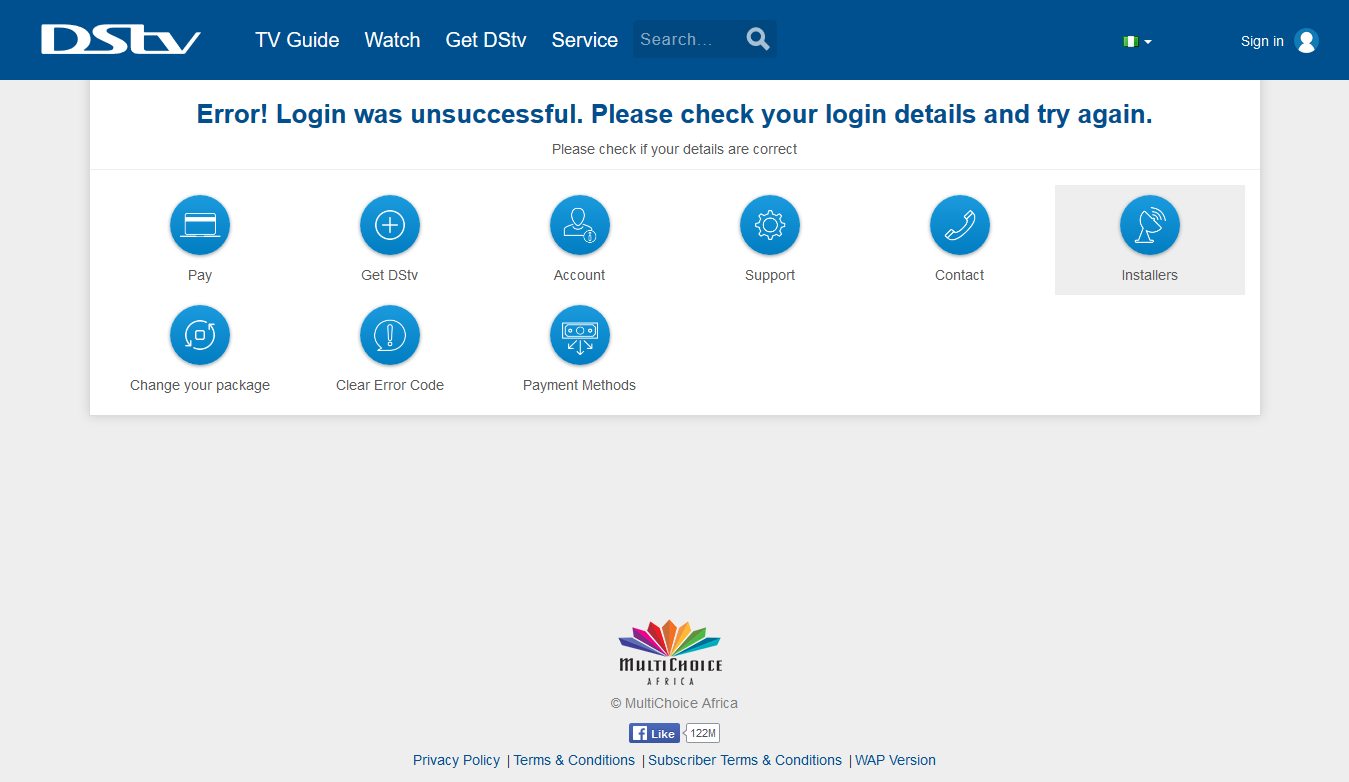 DStv
TV Guide Watch Get DStv Service Search... Sign in
Error! Login was unsuccessful. Please check your login details and try again.
Please check if your details are correct
Pay Get DStv Account Support Contact Installers
Change your package Clear Error Code Payment Methods
MULTICHOICE
AFRICA
© MultiChoice Africa
Like 122M
Privacy Policy | Terms & Conditions | Subscriber Terms & Conditions | WAP Version